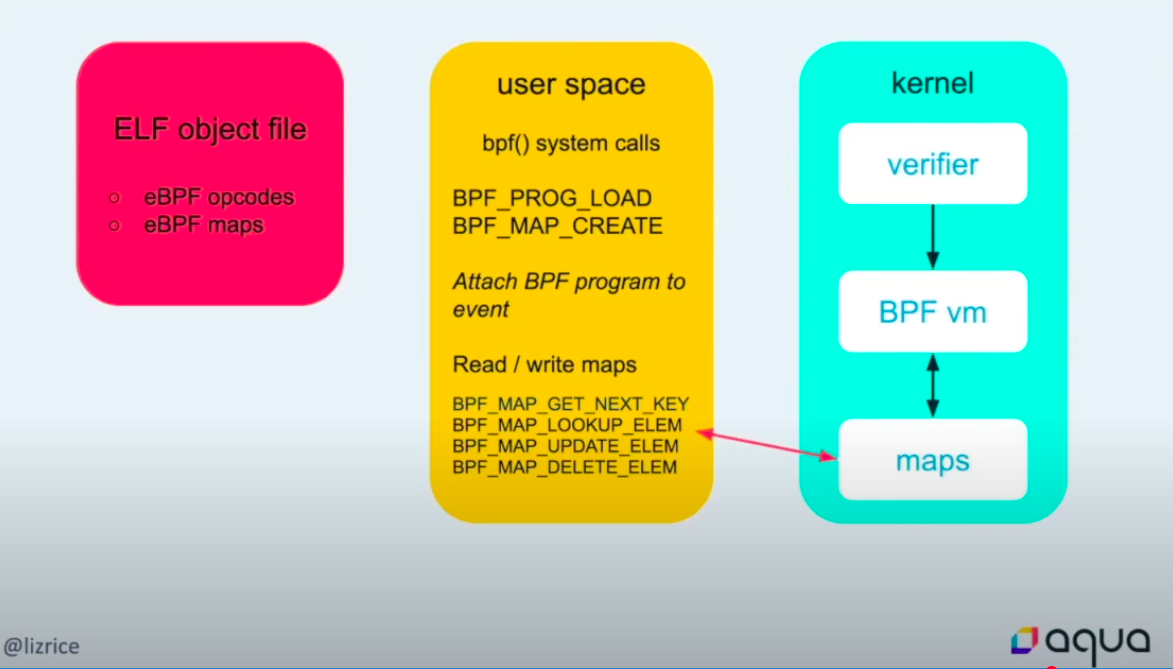 ELF object file
○ eBPF opcodes
○ eBPF maps
user space
bpf() system calls
BPF_PROG_LOAD
BPF_MAP_CREATE
Attach BPF program to
event
Read / write maps
BPF_MAP_GET_NEXT_KEY
BPF_MAP_LOOKUP_ELEM
BPF_MAP_UPDATE_ELEM
BPF_MAP_DELETE_ELEM
kernel
verifier
BPF vm
maps
@lizrice
aqua